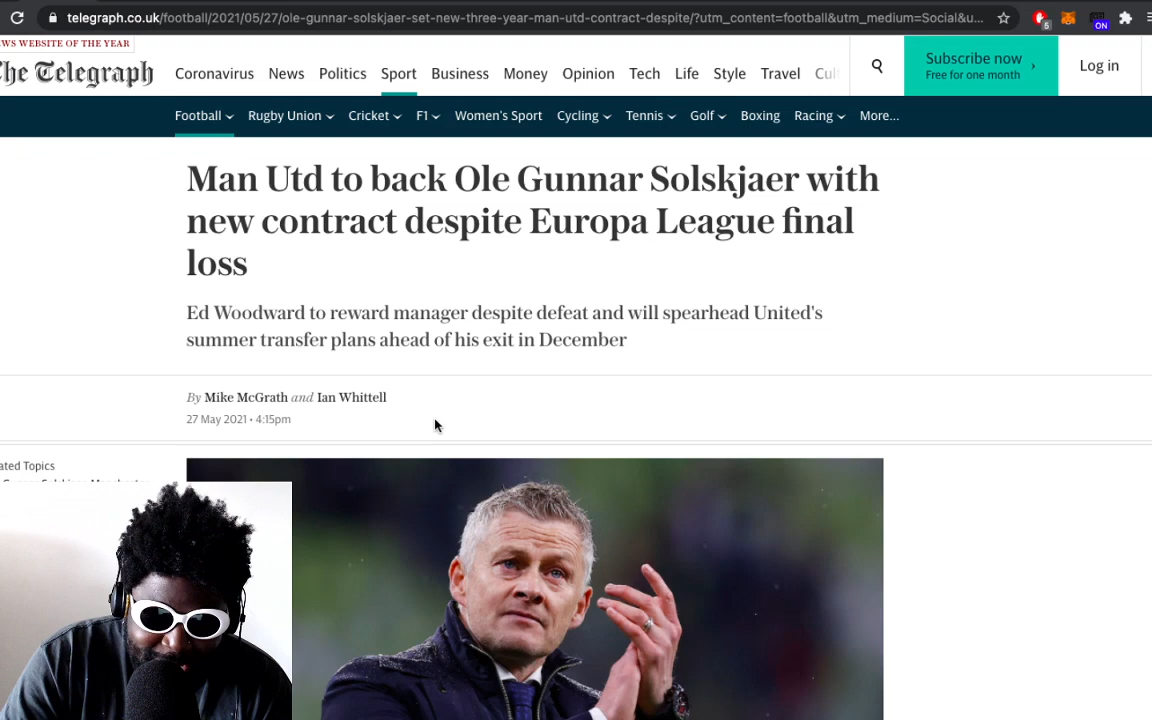 telegraph.co.uk/football/2021/05/27/ole-gunnar-solskjaer-set-new-three-year-man-utd-contract-despite/?utm_content=football&utm_medium=Social&u...
5
ON
EWS WEBSITE OF THE YEAR
The Telegraph
Coronavirus News Politics Sport Business Money Opinion Tech Life Style Travel Cul
Subscribe now
Free for one month
Log in
Football Rugby Union Cricket F1 Women's Sport Cycling Tennis Golf Boxing Racing More...
Man Utd to back Ole Gunnar Solskjaer with
new contract despite Europa League final
loss
Ed Woodward to reward manager despite defeat and will spearhead United's
summer transfer plans ahead of his exit in December
By Mike McGrath and Ian Whittell
27 May 2021 • 4:15pm
ated Topics